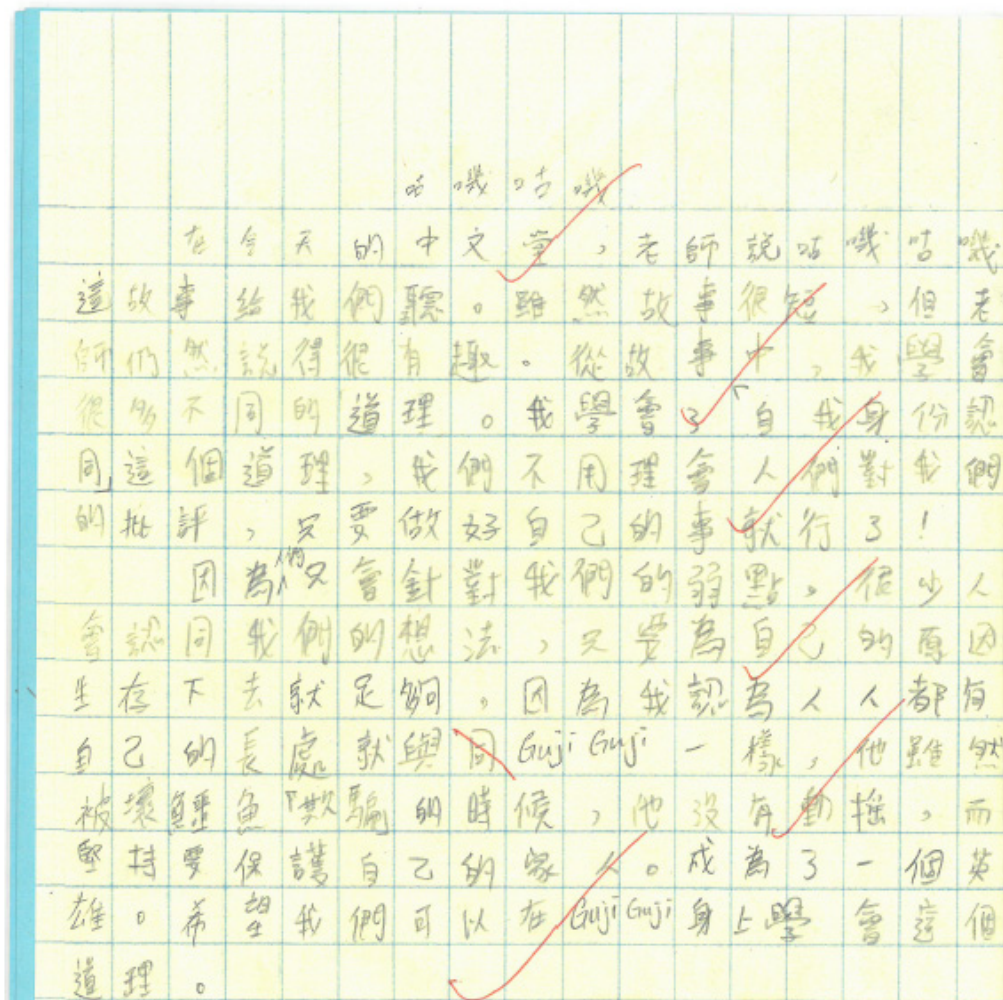 咕嘰咕嘰
在今天的中文堂，老師說咕嘰咕嘰
這故事給我們聽。雖然故事很短，但老
師仍然說得很有趣。從故事中，我學會
很多不同的道理。我學會了「自我身份認
同」這個道理，我們不用理會人們對我們
的批評，只要做好自己的事就行了！
因為人們只會針對我們的弱點，很少人
會認同我們的想法，只要為自己的原因
生存下去就足夠，因為我認為人人都有
自己的長處就與同Guji Guji一樣，他雖然
被壞鱷魚「欺騙」的時候，他沒有動搖，而
堅持要保護自己的家人。成為了一個英
雄。希望我們可以在Guji Guji身上學會這個
道理。